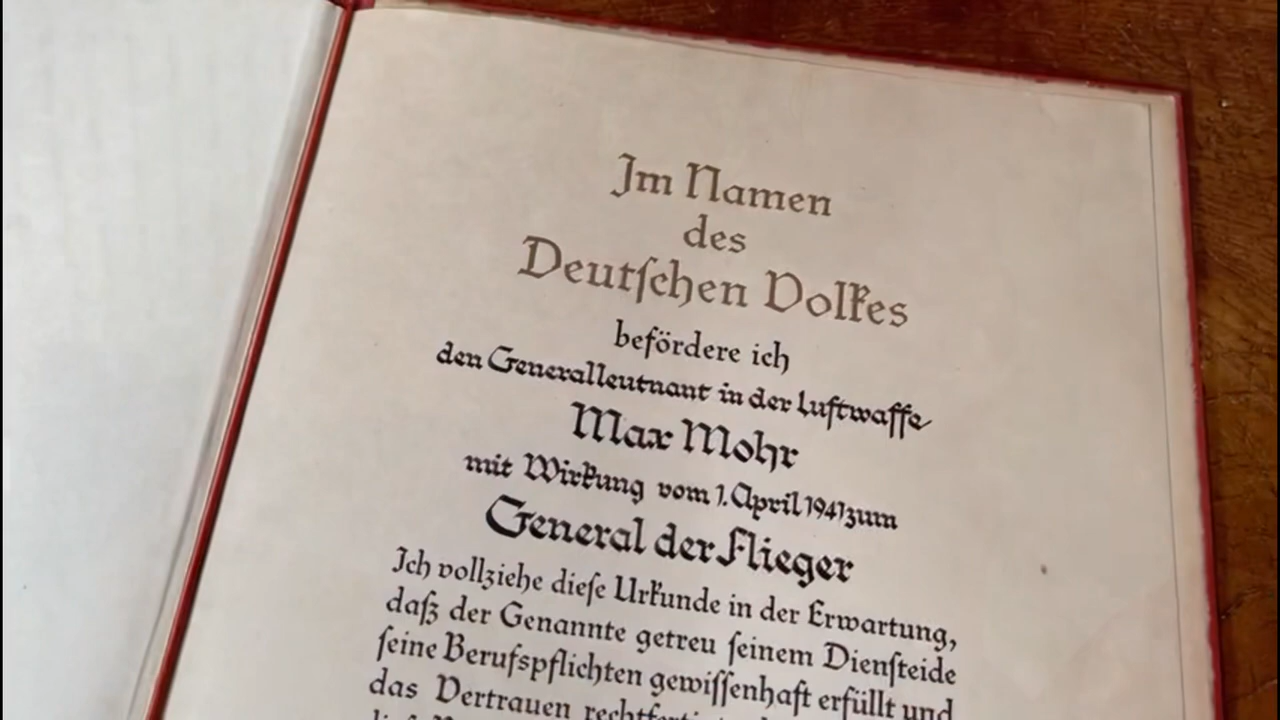 Im Namen
des
Deutſchen Volkes
befördere ich
den Generalleutnant in der Luftwaffe
Max Mohr
mit Wirkung vom 1. April 1941 zum
General der Flieger
Ich vollziehe dieſe Urkunde in der Erwartung,
daß der Genannte getreu ſeinem Dienſteide
ſeine Berufspflichten gewiſſenhaft erfüllt und
das Vertrauen